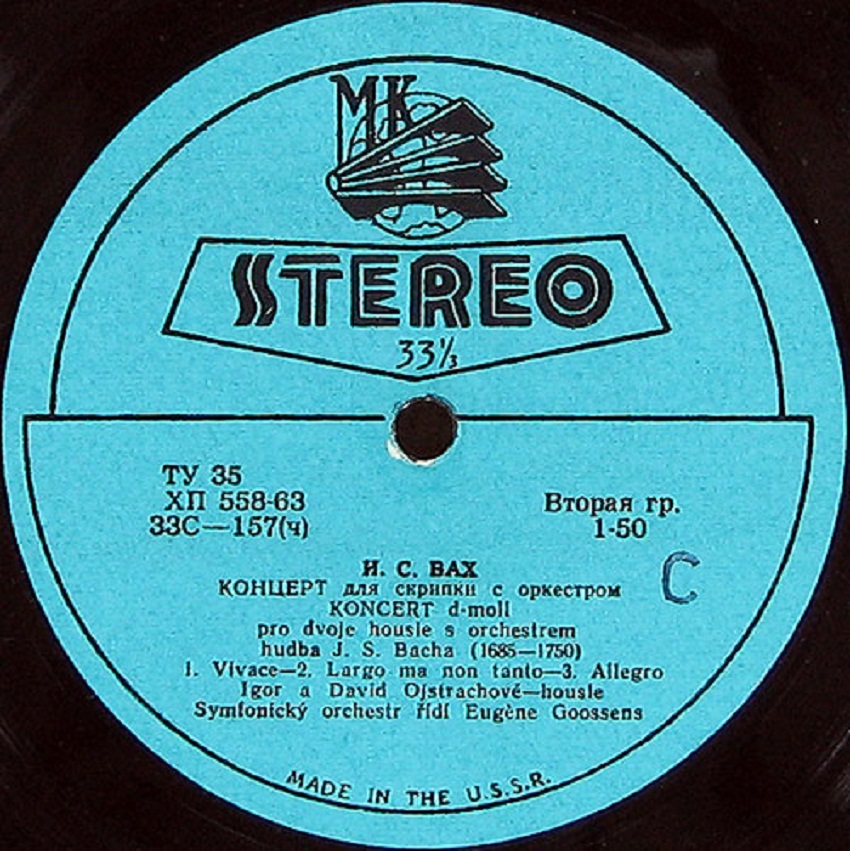 МК
STEREO
33⅓
ТУ 35
ХП 558-63
33С—157(ч)
Вторая гр.
1-50
С
И. С. ВАХ
КОНЦЕРТ для скрипки с оркестром
KONCERT d-moll
pro dvoje housle s orchestrem
hudba J. S. Bacha (1685—1750)
1. Vivace—2. Largo ma non tanto—3. Allegro
Igor a David Ojstrachové—housle
Symfonický orchestr řídí Eugène Goossens
MADE IN THE U.S.S.R.